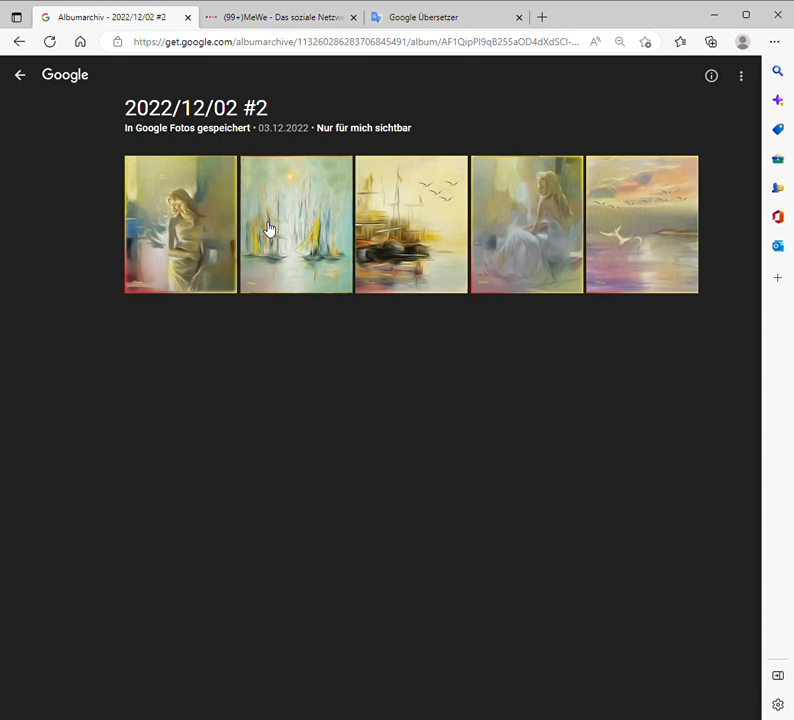 Albumarchiv - 2022/12/02 #2
(99+)MeWe - Das soziale Netzwe
Google Übersetzer
https://get.google.com/albumarchive/113260286283706845491/album/AF1QipPI9qB255aOD4dXdSCI-...
Google
2022/12/02 #2
In Google Fotos gespeichert · 03.12.2022 · Nur für mich sichtbar